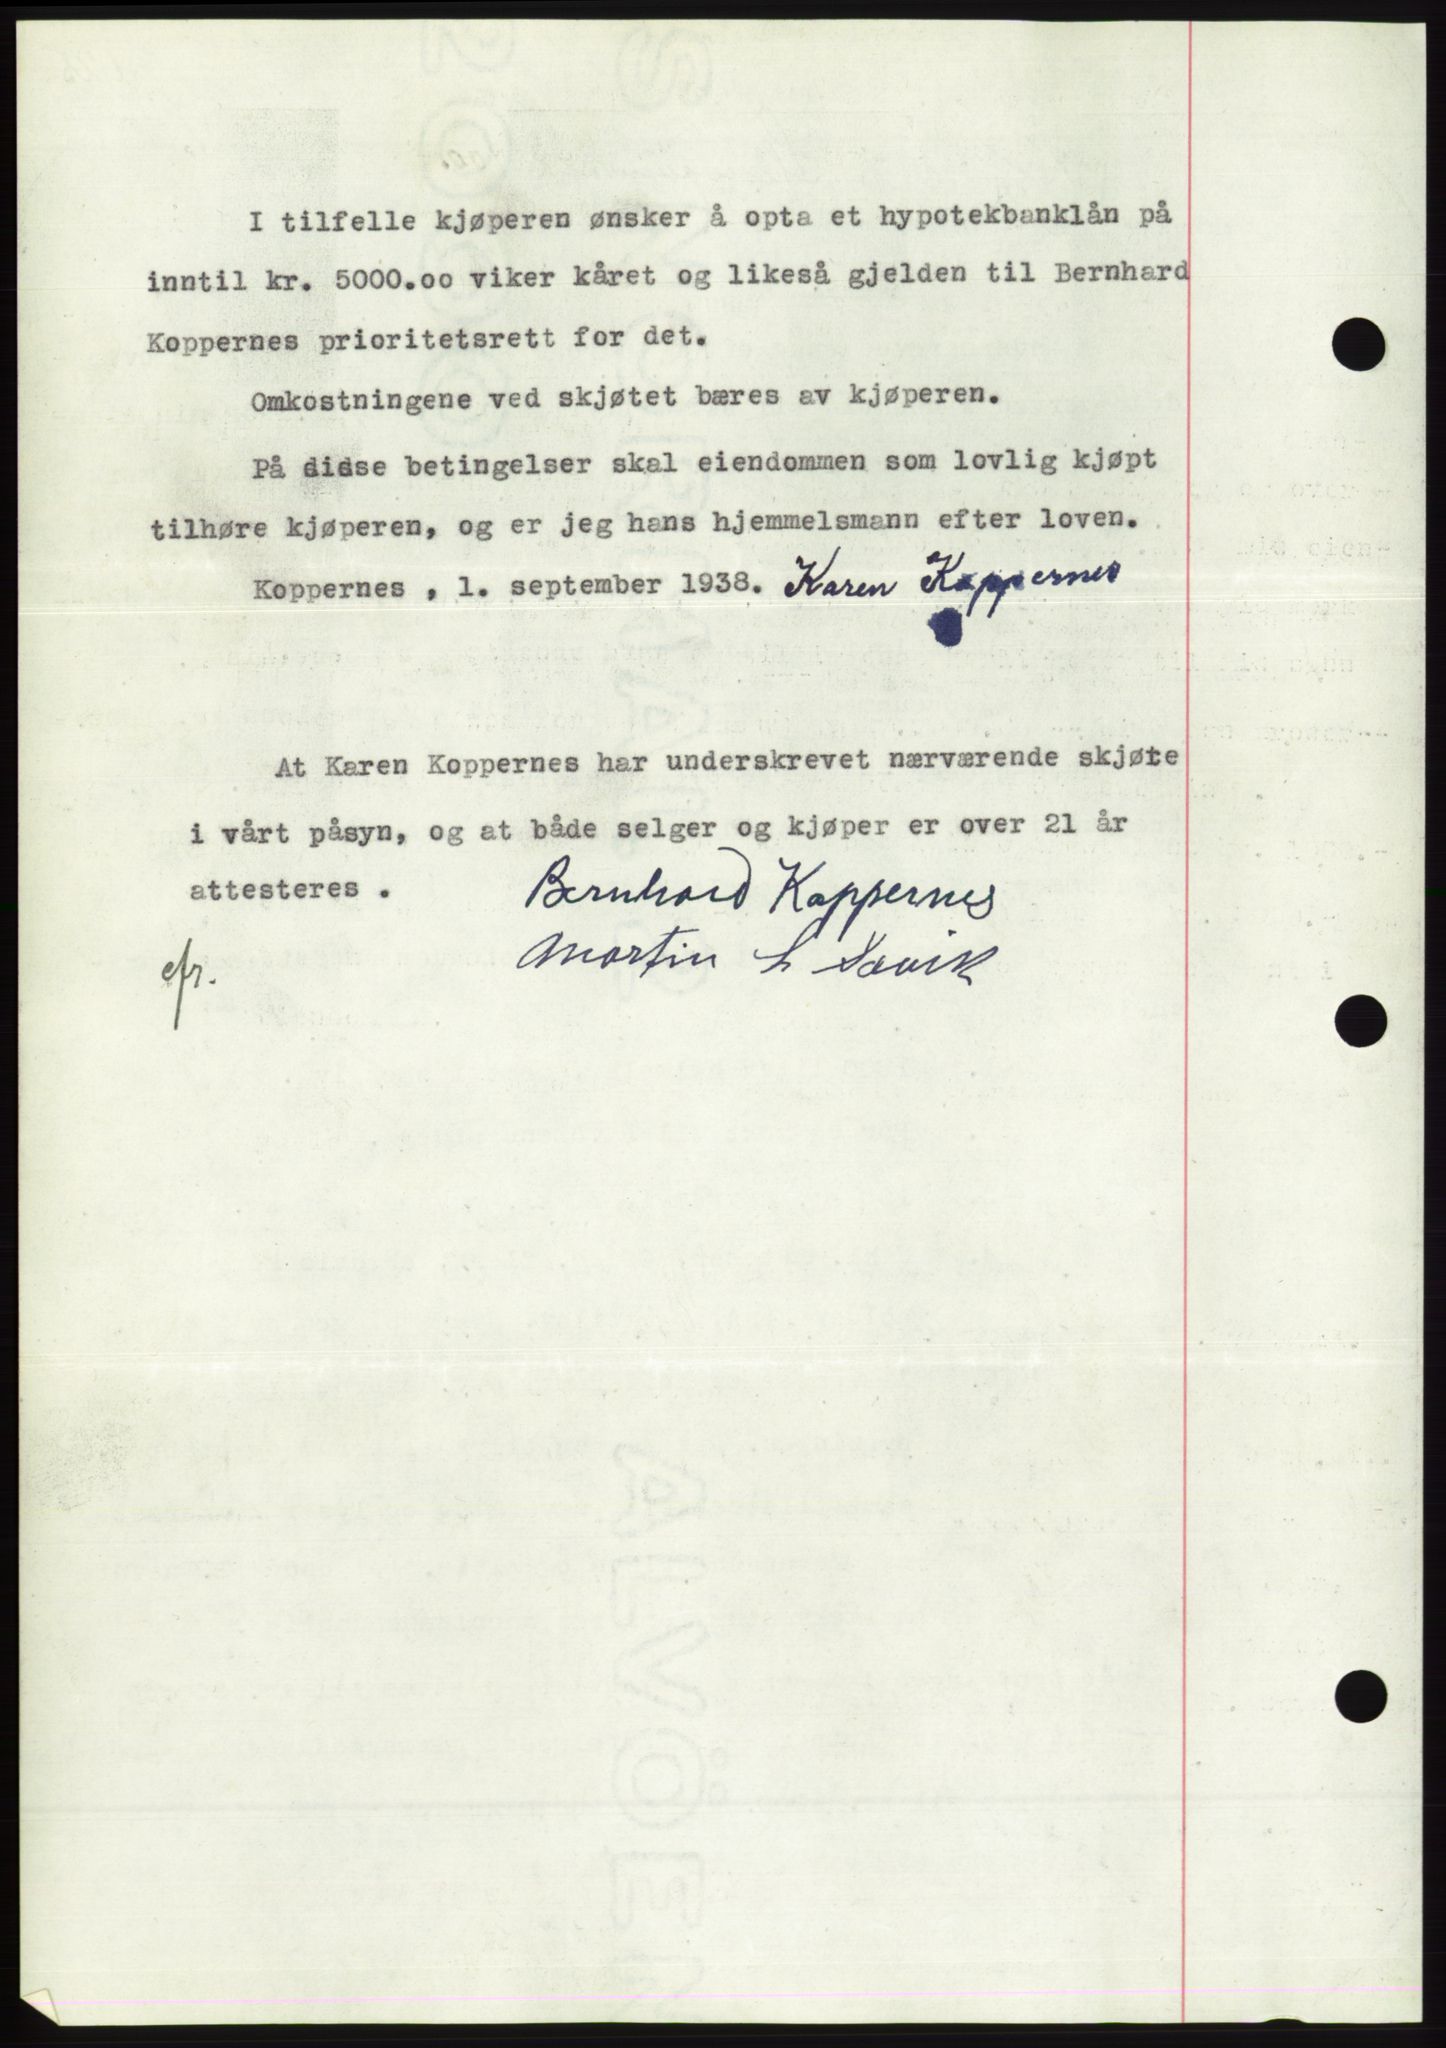 I tilfelle kjøperen ønsker å opta et hypotekbanklån på
inntil kr. 5000.oo viker kåret og likeså gjelden til Bernhard
Koppernes prioritetsrett for det.
Omkostningene ved skjøtet bæres av kjøperen.
På disse betingelser skal eiendommen som lovlig kjøpt
tilhøre kjøperen, og er jeg hans hjemmelsmann efter loven.
Koppernes , 1. september 1938. Karen Koppernes
At Karen Koppernes har underskrevet nærværende skjøte
i vårt påsyn, og at både selger og kjøper er over 21 år
attesteres . Bernhard Koppernes
Martin L Saavik
cfr.